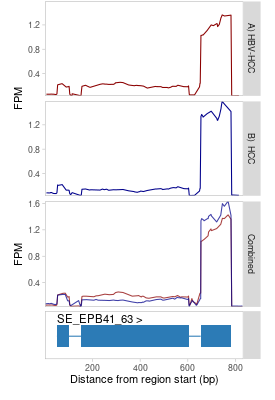 1.2
0.8
0.4
FPM
A) HBV-HCC
1.2
0.8
0.4
B) HCC
1.6
1.2
0.8
0.4
FPM
Combined
SE_EPB41_63 >
200 400 600 800
Distance from region start (bp)